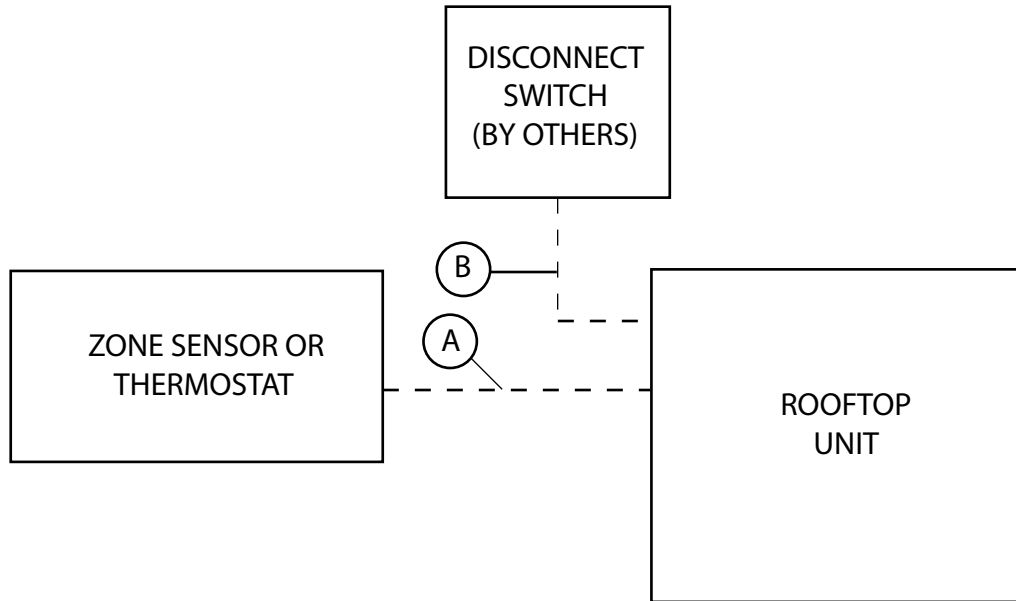 DISCONNECT
SWITCH
(BY OTHERS)
B
A
ZONE SENSOR OR
THERMOSTAT
ROOFTOP
UNIT